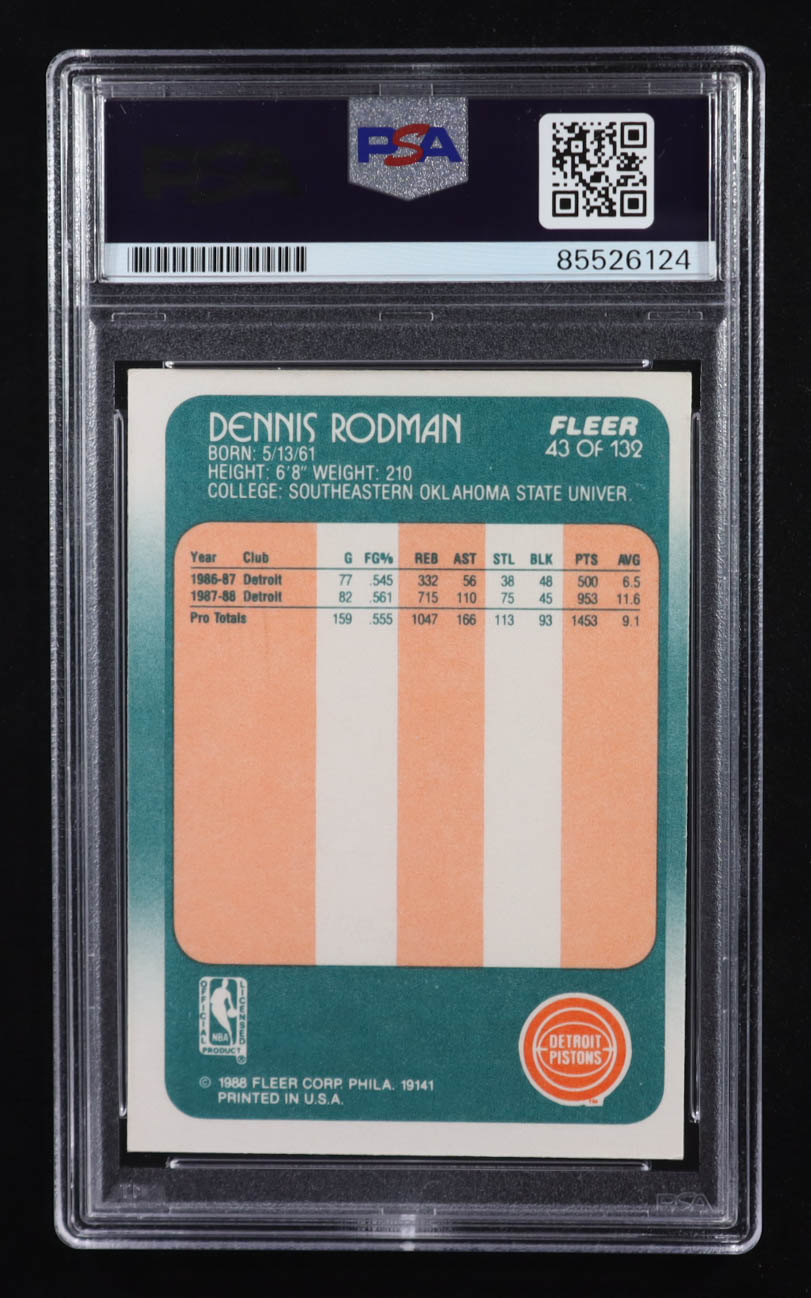 PSA
85526124
DENNIS RODMAN
FLEER
BORN: 5/13/61
43 OF 132
HEIGHT: 6'8" WEIGHT: 210
COLLEGE: SOUTHEASTERN OKLAHOMA STATE UNIVER.
Year Club G FG% REB AST STL BLK PTS AVG
1986-87 Detroit 77 .545 332 56 38 48 500 6.5
1987-88 Detroit 82 .561 715 110 75 45 953 11.6
Pro Totals 159 .555 1047 166 113 93 1453 9.1
OFFICIAL LICENSED
NBA
PRODUCT ®
DETROIT
PISTONS
TM
© 1988 FLEER CORP. PHILA. 19141
PRINTED IN U.S.A.
PSA